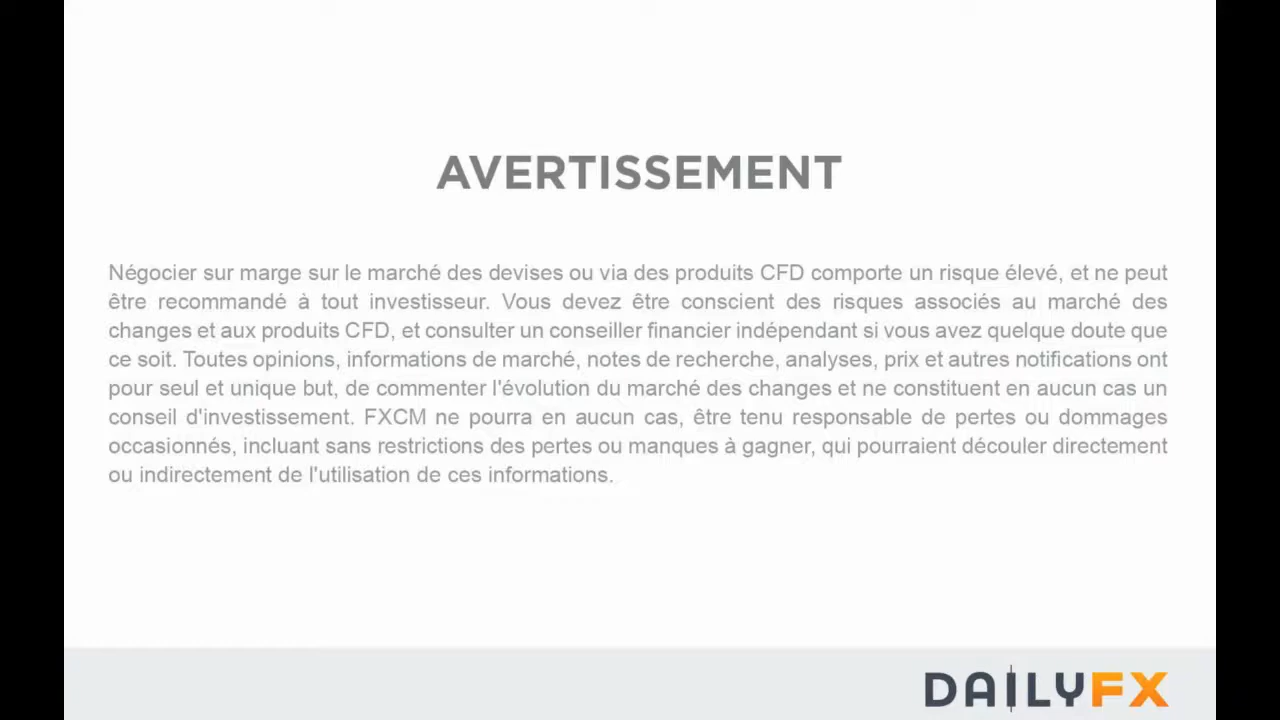 AVERTISSEMENT
Négocier sur marge sur le marché des devises ou via des produits CFD comporte un risque élevé, et ne peut
être recommandé à tout investisseur. Vous devez être conscient des risques associés au marché des
changes et aux produits CFD, et consulter un conseiller financier indépendant si vous avez quelque doute que
ce soit. Toutes opinions, informations de marché, notes de recherche, analyses, prix et autres notifications ont
pour seul et unique but, de commenter l'évolution du marché des changes et ne constituent en aucun cas un
conseil d'investissement. FXCM ne pourra en aucun cas, être tenu responsable de pertes ou dommages
occasionnés, incluant sans restrictions des pertes ou manques à gagner, qui pourraient découler directement
ou indirectement de l'utilisation de ces informations.
DAILYFX